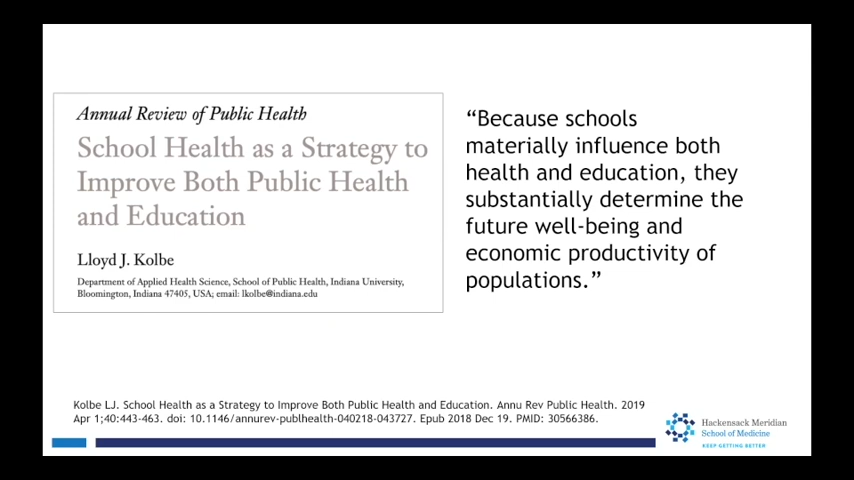 Annual Review of Public Health
School Health as a Strategy to
Improve Both Public Health
and Education
Lloyd J. Kolbe
Department of Applied Health Science, School of Public Health, Indiana University,
Bloomington, Indiana 47405, USA; email: lkolbe@indiana.edu
“Because schools
materially influence both
health and education, they
substantially determine the
future well-being and
economic productivity of
populations.”
Kolbe LJ. School Health as a Strategy to Improve Both Public Health and Education. Annu Rev Public Health. 2019
Apr 1;40:443-463. doi: 10.1146/annurev-publhealth-040218-043727. Epub 2018 Dec 19. PMID: 30566386.
Hackensack Meridian
School of Medicine
KEEP GETTING BETTER